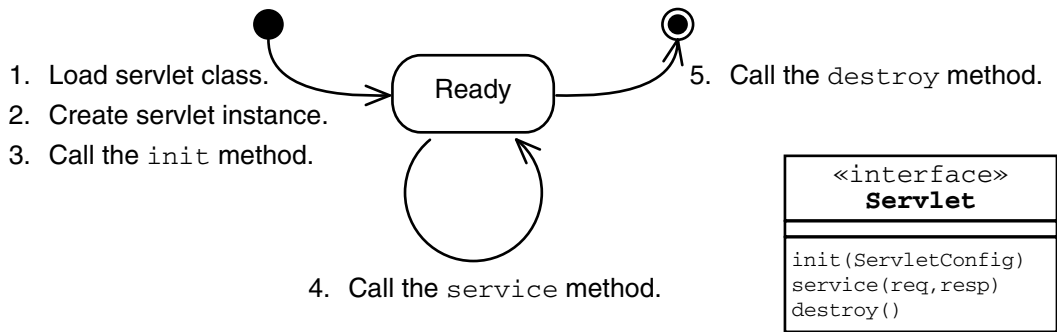 1. Load servlet class.
2. Create servlet instance.
3. Call the init method.
Ready
5. Call the destroy method.
4. Call the service method.
«interface»
Servlet
init(ServletConfig)
service(req,resp)
destroy()